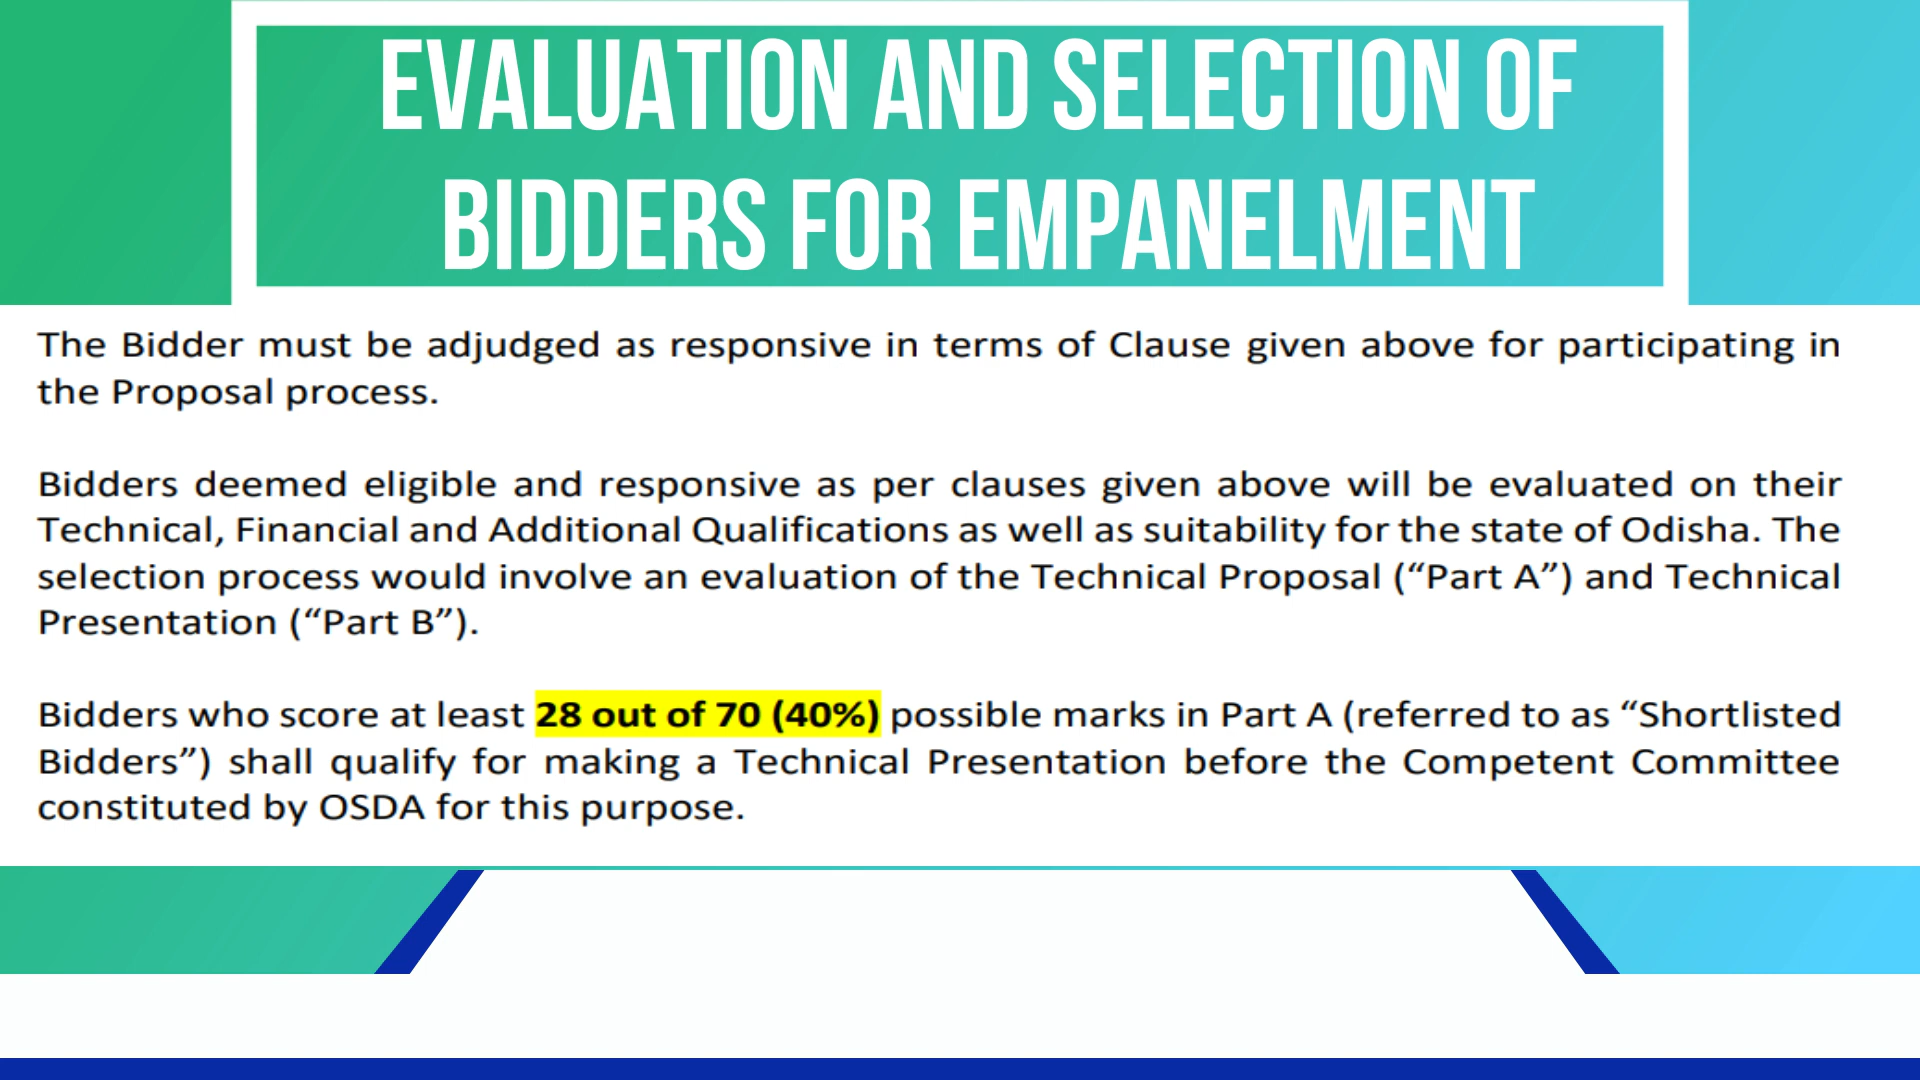 EVALUATION AND SELECTION OF
BIDDERS FOR EMPANELMENT
The Bidder must be adjudged as responsive in terms of Clause given above for participating in
the Proposal process.
Bidders deemed eligible and responsive as per clauses given above will be evaluated on their
Technical, Financial and Additional Qualifications as well as suitability for the state of Odisha. The
selection process would involve an evaluation of the Technical Proposal (“Part A”) and Technical
Presentation (“Part B”).
Bidders who score at least 28 out of 70 (40%) possible marks in Part A (referred to as “Shortlisted
Bidders”) shall qualify for making a Technical Presentation before the Competent Committee
constituted by OSDA for this purpose.